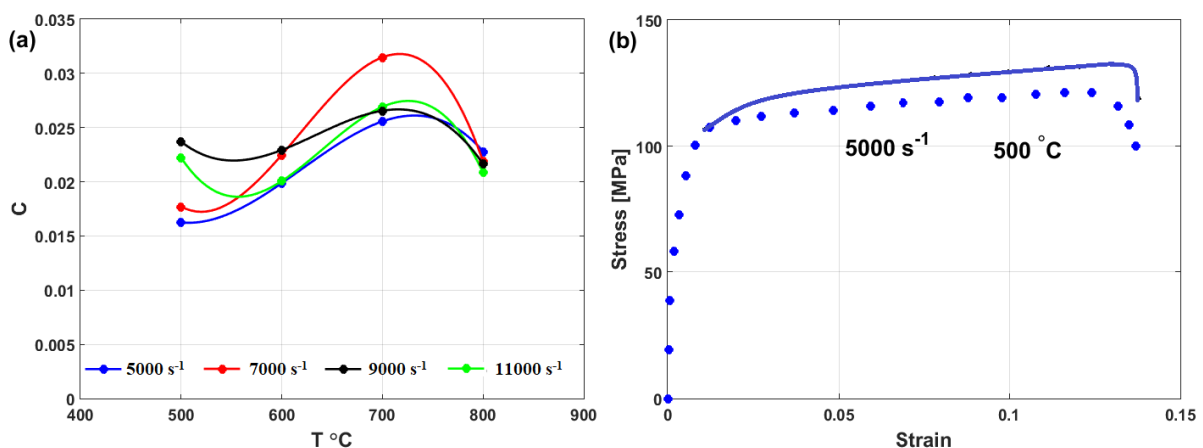 (a)
0.035
0.03
0.025
0.02
0.015
0.01
0.005
0
C
5000 s-1
7000 s-1
9000 s-1
11000 s-1
400
500
600
700
800
900
T °C
(b)
150
100
50
0
Stress [MPa]
5000 s-1
500 °C
0
0.05
0.1
0.15
Strain